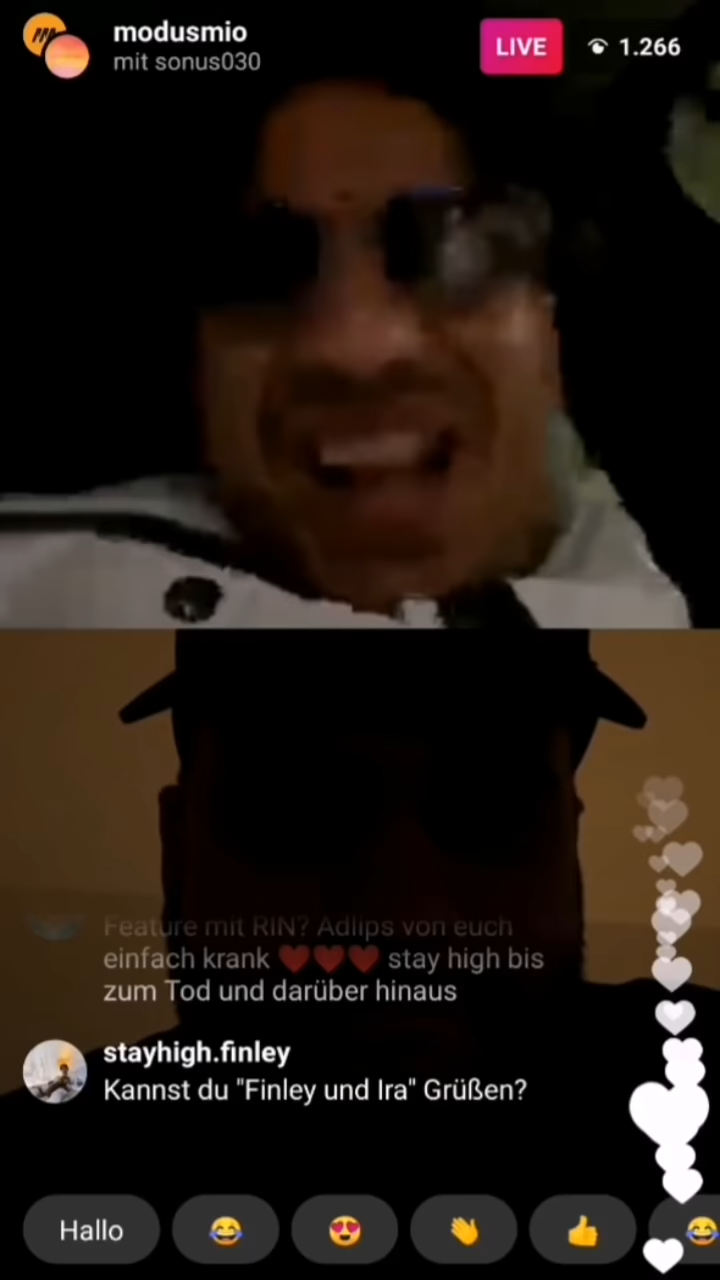 modusmio
mit sonus030
LIVE
1.266
Feature mit RIN? Adlips von euch
einfach krank ❤️❤️❤️ stay high bis
zum Tod und darüber hinaus
stayhigh.finley
Kannst du "Finley und Ira" Grüßen?
Hallo 😂 😍 👋 👍 😂